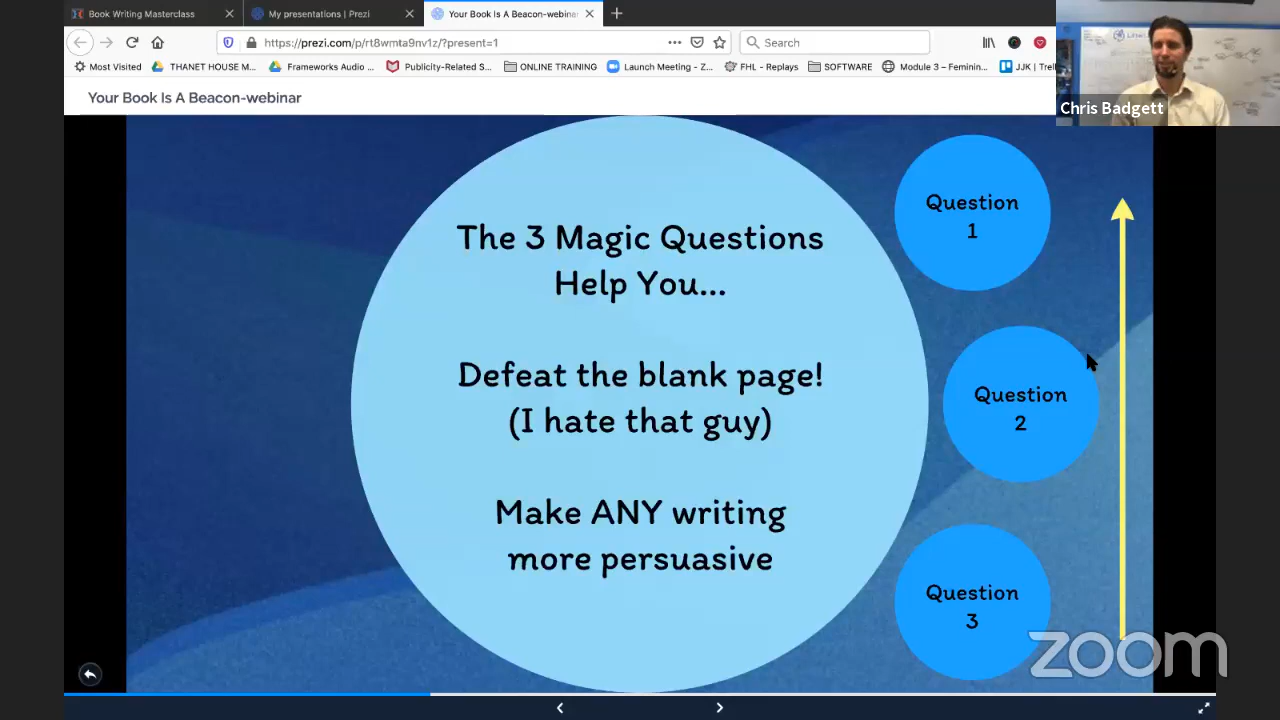 Book Writing Masterclass
My presentations | Prezi
Your Book Is A Beacon-webinar
https://prezi.com/p/rt8wmta9nv1z/?present=1
Search
Most Visited
THANET HOUSE M...
Frameworks Audio ...
Publicity-Related S...
ONLINE TRAINING
Launch Meeting - Z...
FHL - Replays
SOFTWARE
Module 3 – Feminin...
JJK | Trel
Your Book Is A Beacon-webinar
Chris Badgett
The 3 Magic Questions
Help You...
Defeat the blank page!
(I hate that guy)
Make ANY writing
more persuasive
Question
1
Question
2
Question
3
zoom